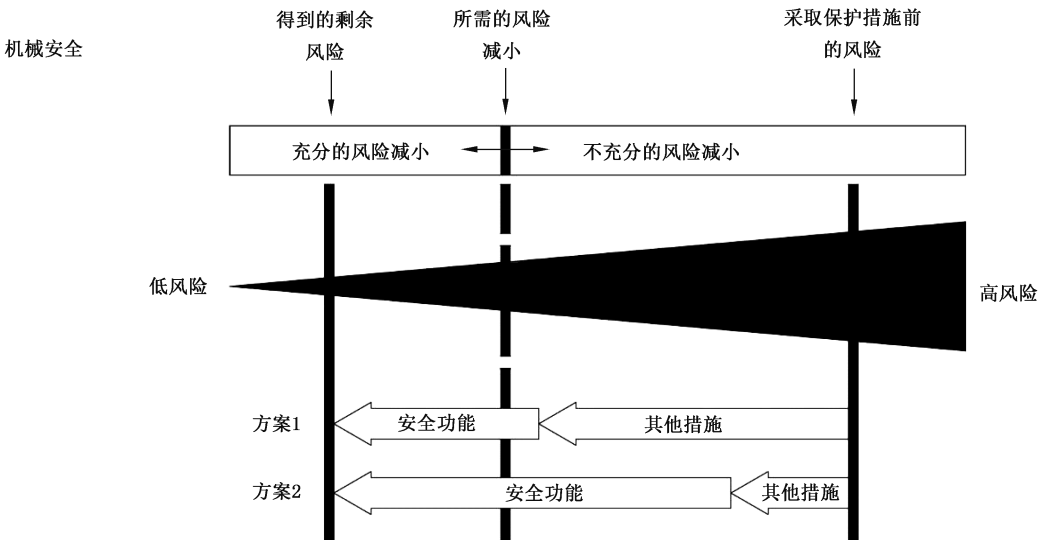 得到的剩余
风险
所需的风险
减小
采取保护措施前
的风险
机械安全
充分的风险减小
不充分的风险减小
低风险
高风险
方案1
安全功能
其他措施
方案2
安全功能
其他措施